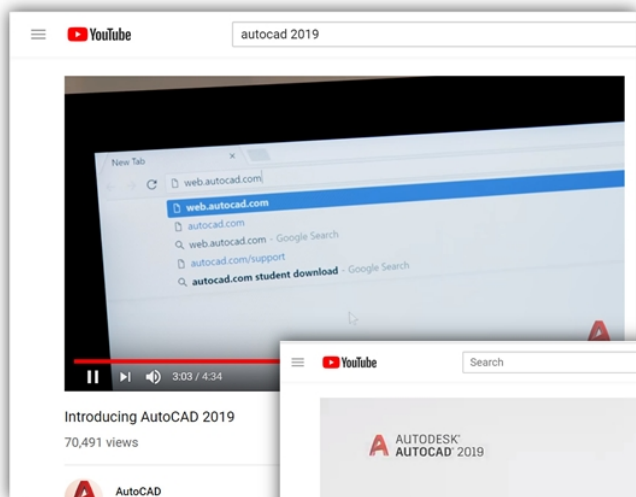 YouTube
autocad 2019
New Tab
web.autocad.com
web.autocad.com
autocad.com
web.autocad.com - Google Search
autocad.com/support
autocad.com student download - Google Search
3:03 / 4:34
Introducing AutoCAD 2019
70,491 views
AutoCAD
YouTube
Search
AUTODESK®
AUTOCAD® 2019